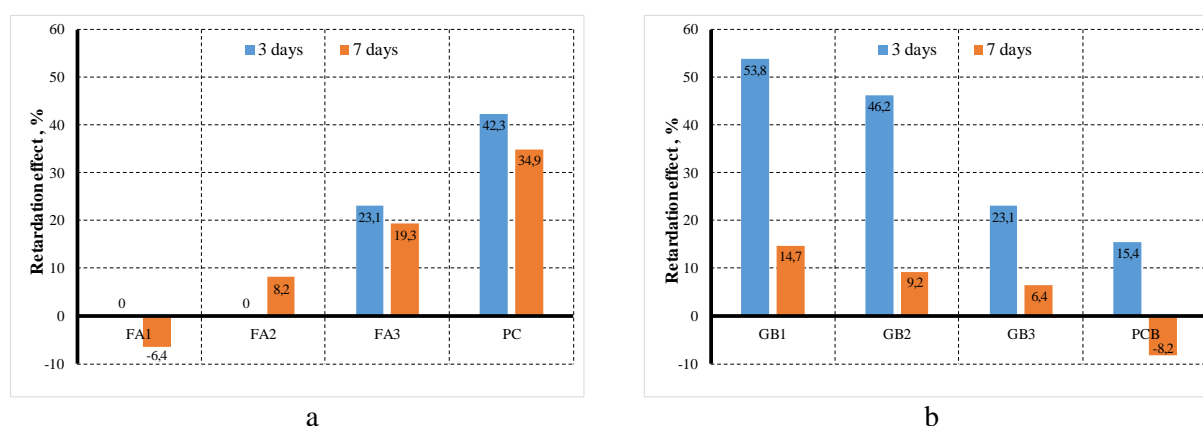 60
50
40
30
20
10
0
-10
Retardation effect , %
3 days
7 days
0
-6,4
0
8,2
23,1
19,3
42,3
34,9
FA1
FA2
FA3
PC
a
60
50
40
30
20
10
0
-10
Retardation effect , %
3 days
7 days
53,8
14,7
46,2
9,2
23,1
6,4
15,4
-8,2
GB1
GB2
GB3
PCB
b